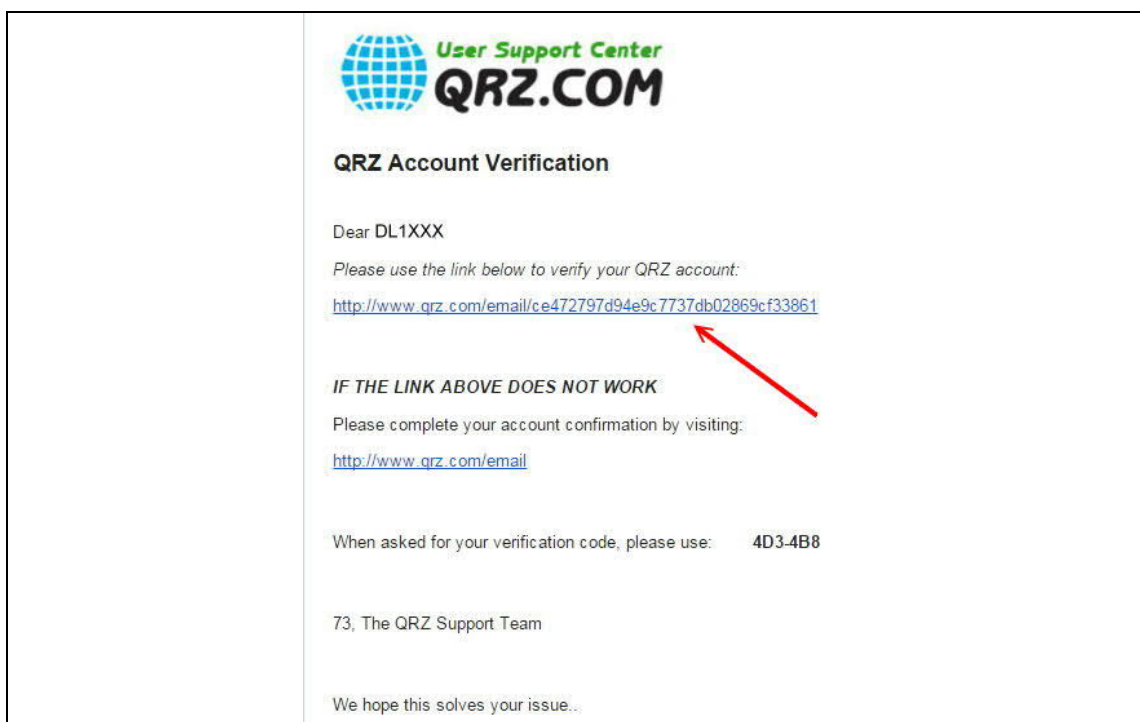 User Support Center
QRZ.COM
QRZ Account Verification
Dear DL1XXX
Please use the link below to verify your QRZ account:
http://www.qrz.com/email/ce472797d94e9c7737db02869cf33861
IF THE LINK ABOVE DOES NOT WORK
Please complete your account confirmation by visiting:
http://www.qrz.com/email
When asked for your verification code, please use: 4D3-4B8
73, The QRZ Support Team
We hope this solves your issue..